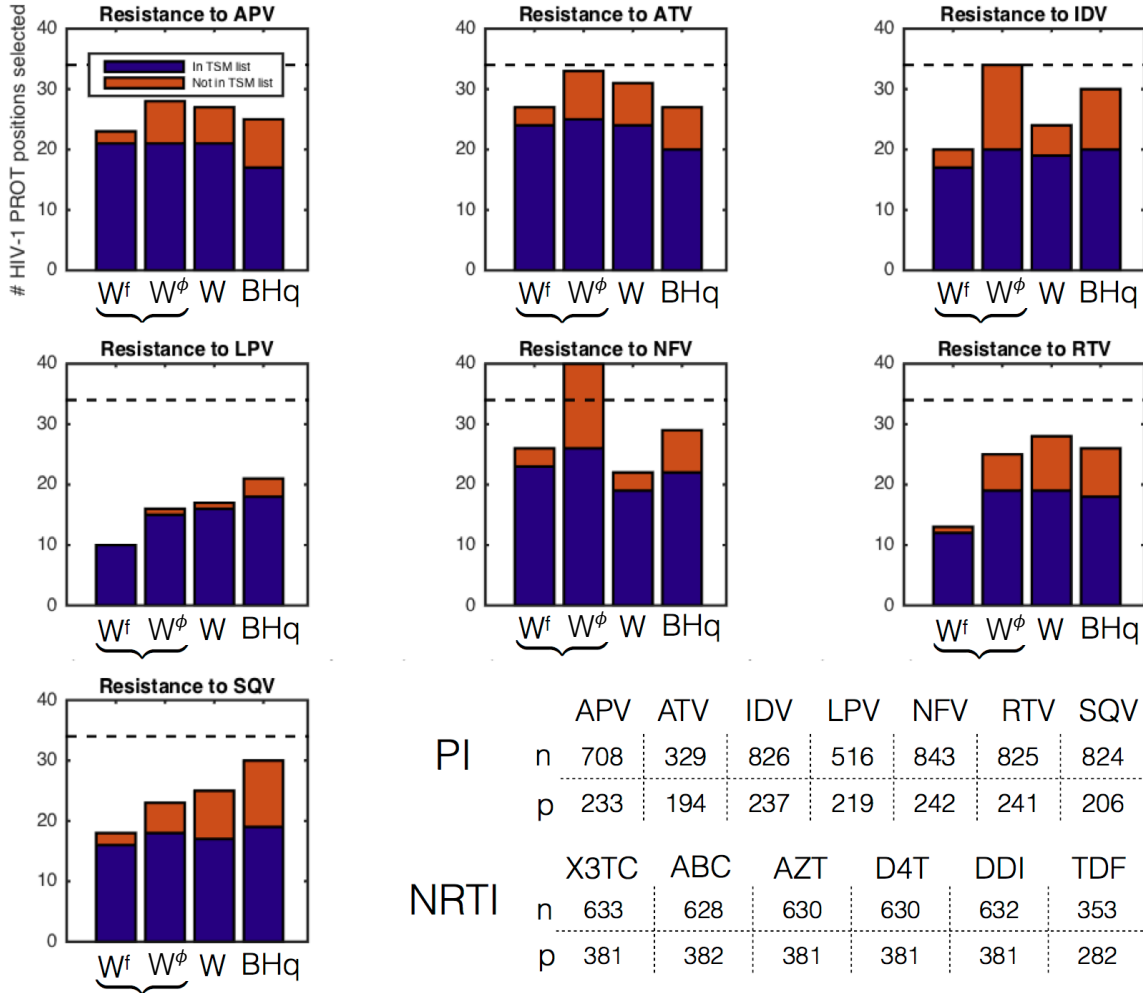 Resistance to APV Resistance to ATV Resistance to IDV
# HIV-1 PROT positions selected
In TSM list
Not in TSM list
40 40 40
30 30 30
20 20 20
10 10 10
0 0 0
Wᶠ Wᵠ W BHq Wᶠ Wᵠ W BHq Wᶠ Wᵠ W BHq
Resistance to LPV Resistance to NFV Resistance to RTV
40 40 40
30 30 30
20 20 20
10 10 10
0 0 0
Wᶠ Wᵠ W BHq Wᶠ Wᵠ W BHq Wᶠ Wᵠ W BHq
Resistance to SQV
40
30
20
10
0
Wᶠ Wᵠ W BHq
APV ATV IDV LPV NFV RTV SQV
PI
n 708 329 826 516 843 825 824
p 233 194 237 219 242 241 206
X3TC ABC AZT D4T DDI TDF
NRTI
n 633 628 630 630 632 353
p 381 382 381 381 381 282